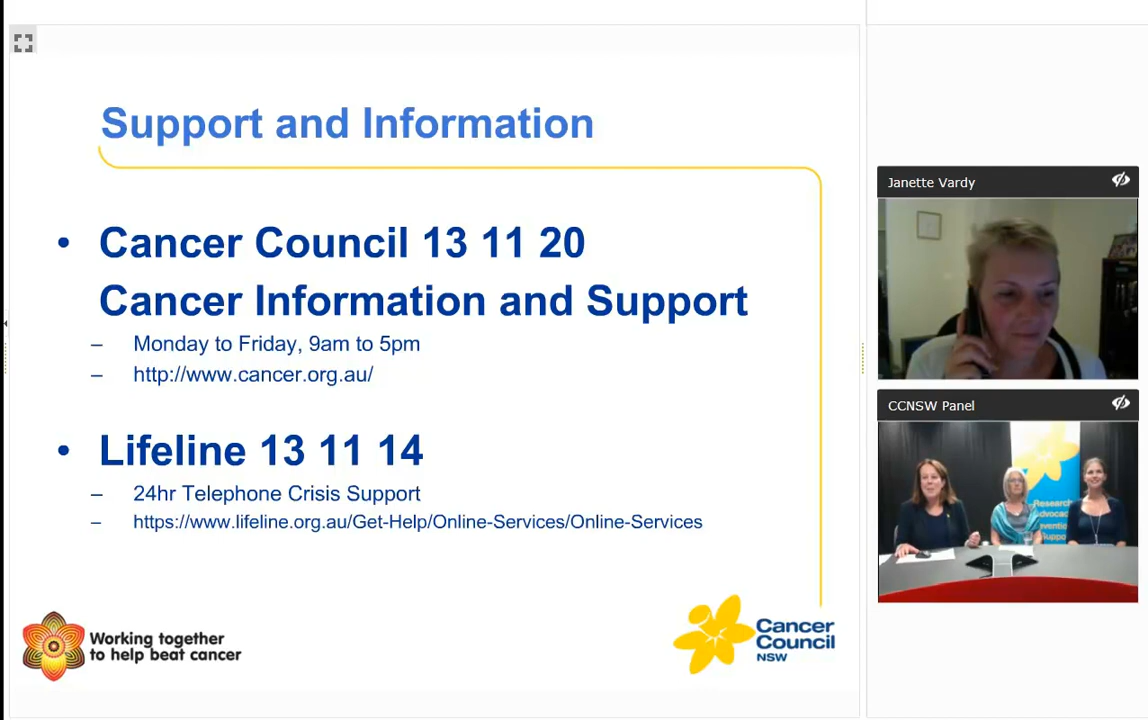 Support and Information
• Cancer Council 13 11 20
Cancer Information and Support
– Monday to Friday, 9am to 5pm
– http://www.cancer.org.au/
• Lifeline 13 11 14
– 24hr Telephone Crisis Support
– https://www.lifeline.org.au/Get-Help/Online-Services/Online-Services
Working together
to help beat cancer
Cancer
Council
NSW
Janette Vardy
CCNSW Panel
Research
Support